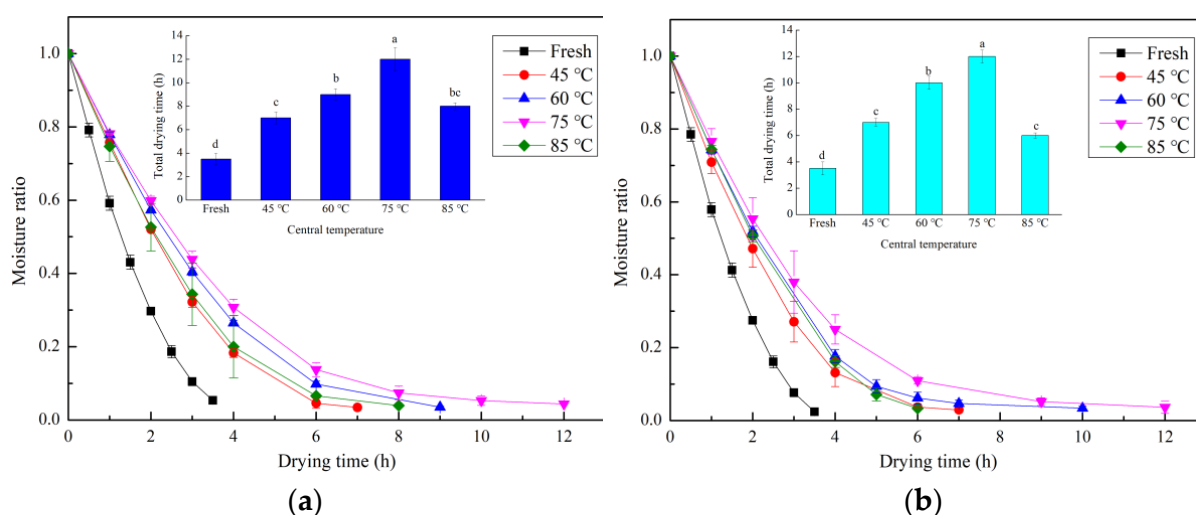 Moisture ratio
1.0
0.8
0.6
0.4
0.2
0.0
0 2 4 6 8 10 12
Drying time (h)
Total drying time (h)
14
12
10
8
6
4
2
0
d c b a bc
Fresh 45 ℃ 60 ℃ 75 ℃ 85 ℃
Central temperature
Fresh
45 ℃
60 ℃
75 ℃
85 ℃
(a)
Moisture ratio
1.0
0.8
0.6
0.4
0.2
0.0
0 2 4 6 8 10 12
Drying time (h)
Total drying time (h)
14
12
10
8
6
4
2
0
d c b a c
Fresh 45 ℃ 60 ℃ 75 ℃ 85 ℃
Central temperature
Fresh
45 ℃
60 ℃
75 ℃
85 ℃
(b)